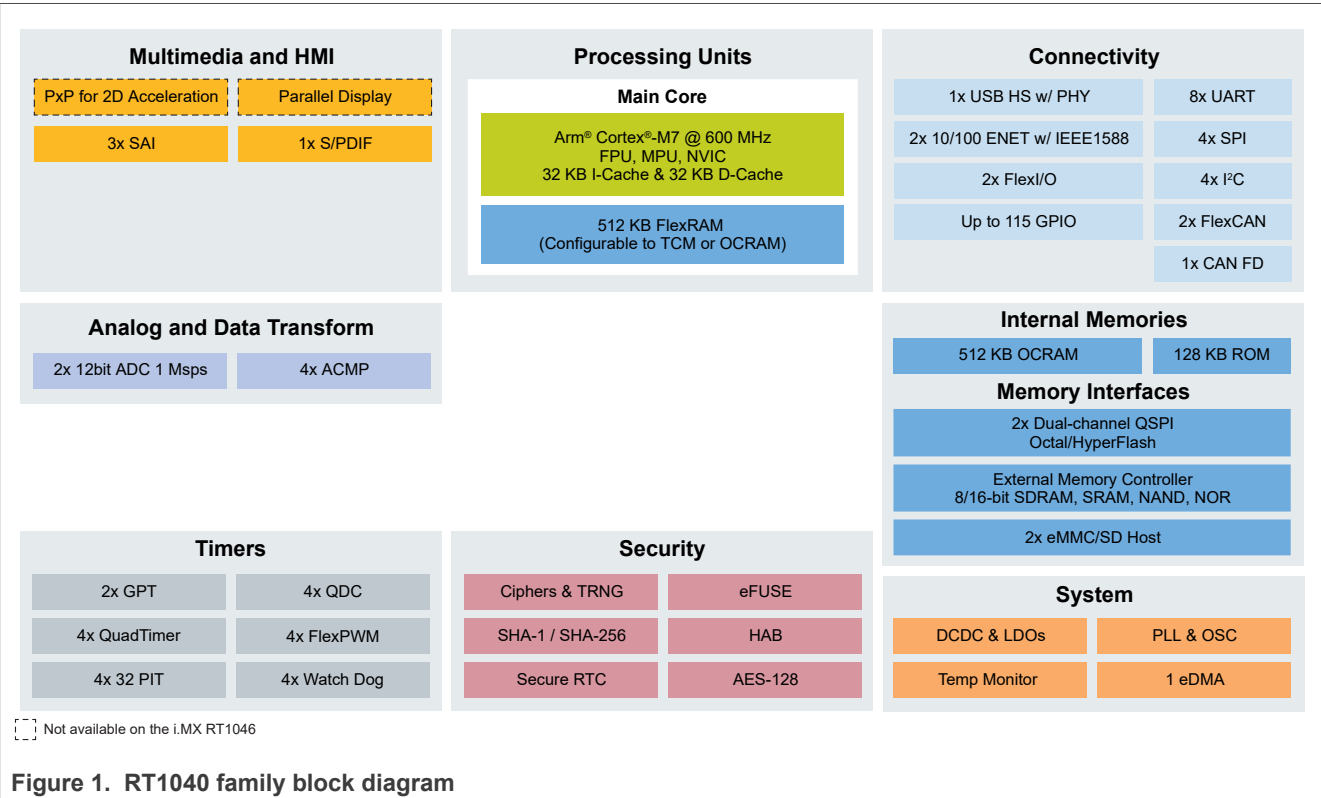 Multimedia and HMI
PxP for 2D Acceleration
Parallel Display
3x SAI
1x S/PDIF
Processing Units
Main Core
Arm® Cortex®-M7 @ 600 MHz
FPU, MPU, NVIC
32 KB I-Cache & 32 KB D-Cache
512 KB FlexRAM
(Configurable to TCM or OCRAM)
Connectivity
1x USB HS w/ PHY
8x UART
2x 10/100 ENET w/ IEEE1588
4x SPI
2x FlexI/O
4x I²C
Up to 115 GPIO
2x FlexCAN
1x CAN FD
Analog and Data Transform
2x 12bit ADC 1 Msps
4x ACMP
Internal Memories
512 KB OCRAM
128 KB ROM
Memory Interfaces
2x Dual-channel QSPI
Octal/HyperFlash
External Memory Controller
8/16-bit SDRAM, SRAM, NAND, NOR
2x eMMC/SD Host
Timers
2x GPT
4x QDC
4x QuadTimer
4x FlexPWM
4x 32 PIT
4x Watch Dog
Security
Ciphers & TRNG
eFUSE
SHA-1 / SHA-256
HAB
Secure RTC
AES-128
System
DCDC & LDOs
PLL & OSC
Temp Monitor
1 eDMA
Not available on the i.MX RT1046
Figure 1. RT1040 family block diagram